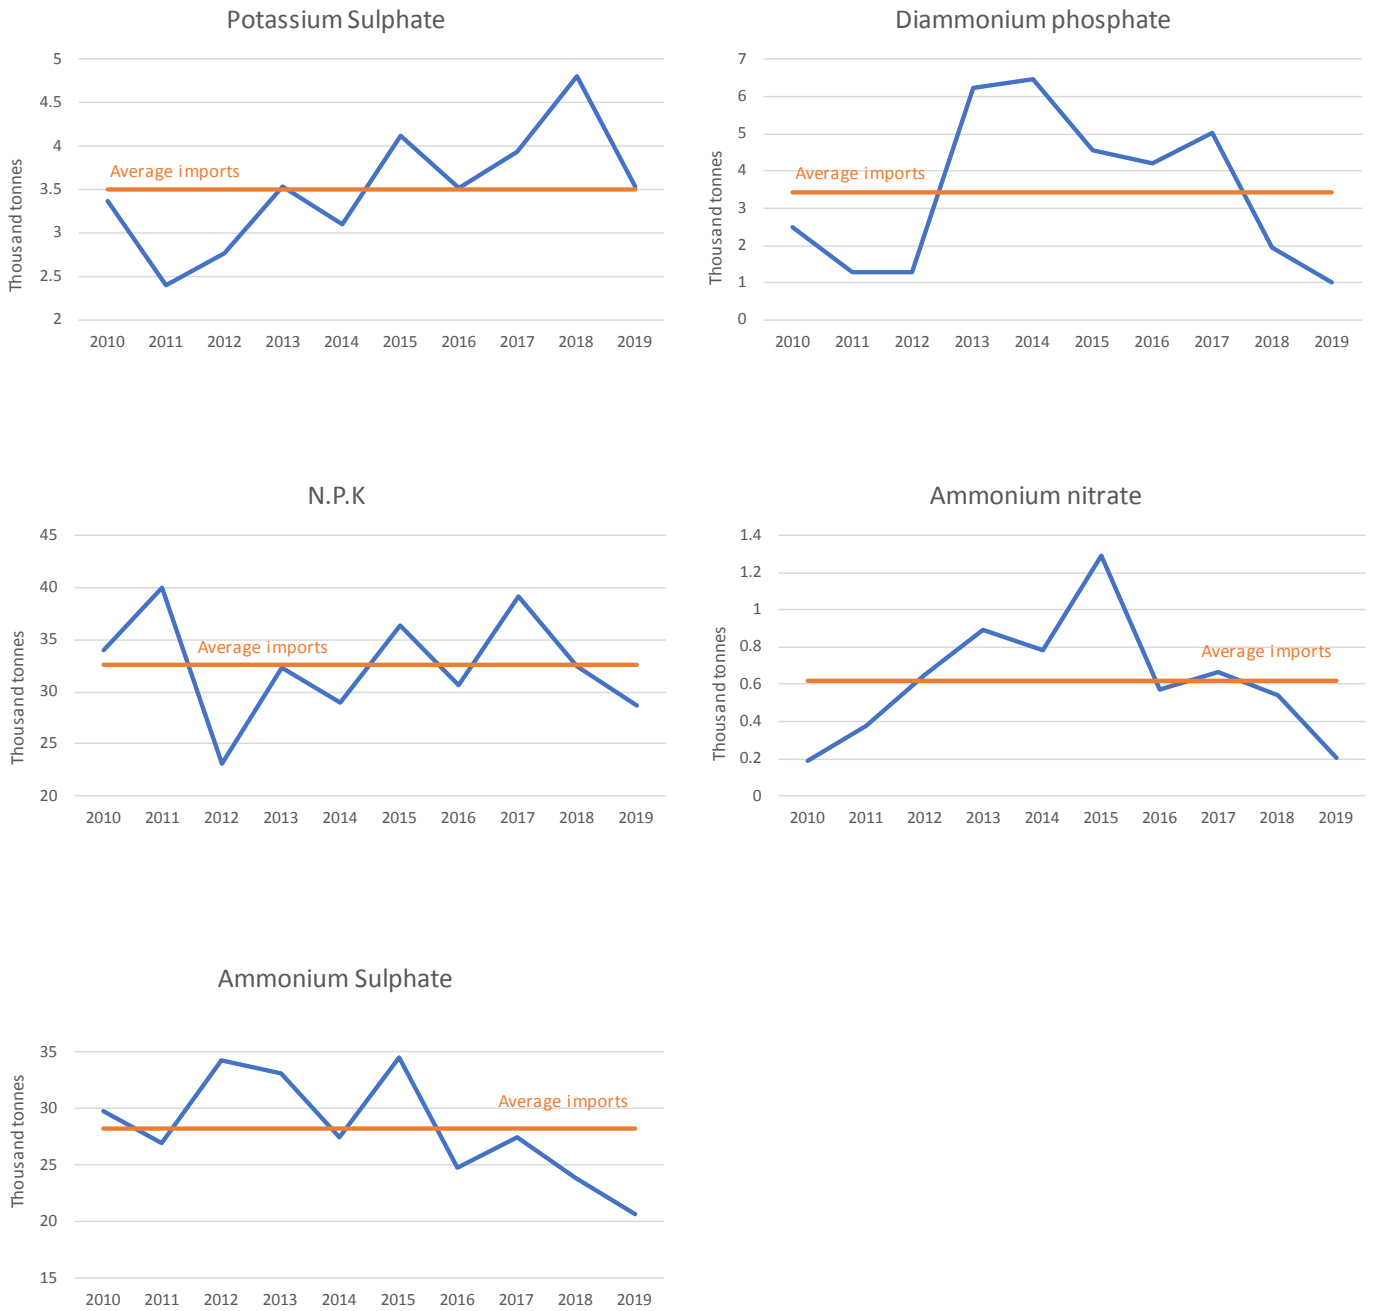 Potassium Sulphate
5
4.5
4
3.5
3
2.5
2
Thousand tonnes
Average imports
2010 2011 2012 2013 2014 2015 2016 2017 2018 2019
Diammonium phosphate
7
6
5
4
3
2
1
0
Thousand tonnes
Average imports
2010 2011 2012 2013 2014 2015 2016 2017 2018 2019
N.P.K
45
40
35
30
25
20
Thousand tonnes
Average imports
2010 2011 2012 2013 2014 2015 2016 2017 2018 2019
Ammonium nitrate
1.4
1.2
1
0.8
0.6
0.4
0.2
0
Thousand tonnes
Average imports
2010 2011 2012 2013 2014 2015 2016 2017 2018 2019
Ammonium Sulphate
35
30
25
20
15
Thousand tonnes
Average imports
2010 2011 2012 2013 2014 2015 2016 2017 2018 2019